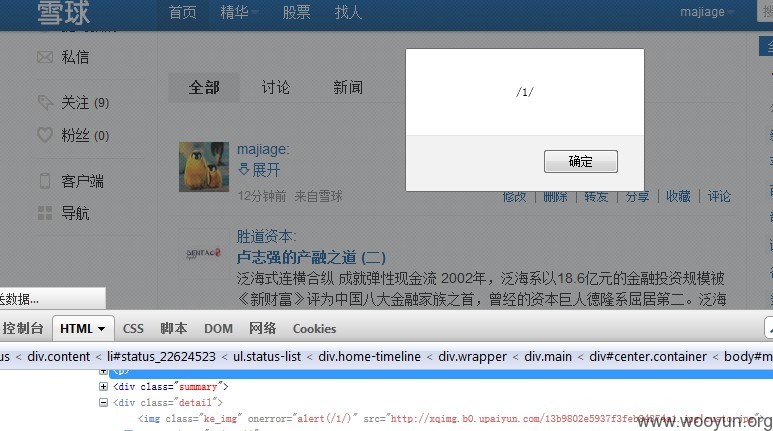 雪球 首页 精华 股票 找人 majiage 搜
私信
关注 (9)
粉丝 (0)
客户端
导航
全部 讨论 新闻
/1/
确定
majiage:
展开
12分钟前 来自雪球 修改 删除 转发 分享 收藏 评论
胜道资本:
卢志强的产融之道 (二)
泛海式连横合纵 成就弹性现金流 2002年，泛海系以18.6亿元的金融投资规模被
《新财富》评为中国八大金融家族之首，曾经的资本巨人德隆系屈居第二。泛海
送数据...
控制台 HTML CSS 脚本 DOM 网络 Cookies
us < div.content < li#status_22624523 < ul.status-list < div.home-timeline < div.wrapper < div.main < div#center.container < body#m
<p>
<div class="summary">
<div class="detail">
<img class="ke_img" onerror="alert(/1/)" src="http://xqimg.b0.upaiyun.com/13b9802e5937f3feb
www.wooyun.org